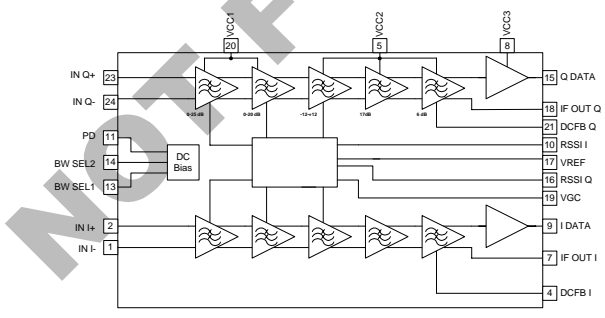 VCC1
VCC2
VCC3
20
5
8
IN Q+ 23
15 Q DATA
IN Q- 24
18 IF OUT Q
0-25 dB
0-20 dB
-12-+12
17dB
6 dB
21 DCFB Q
PD 11
10 RSSI I
BW SEL2 14
DC
Bias
17 VREF
BW SEL1 13
16 RSSI Q
19 VGC
IN I+ 2
9 I DATA
IN I- 1
7 IF OUT I
4 DCFB I
NOT F